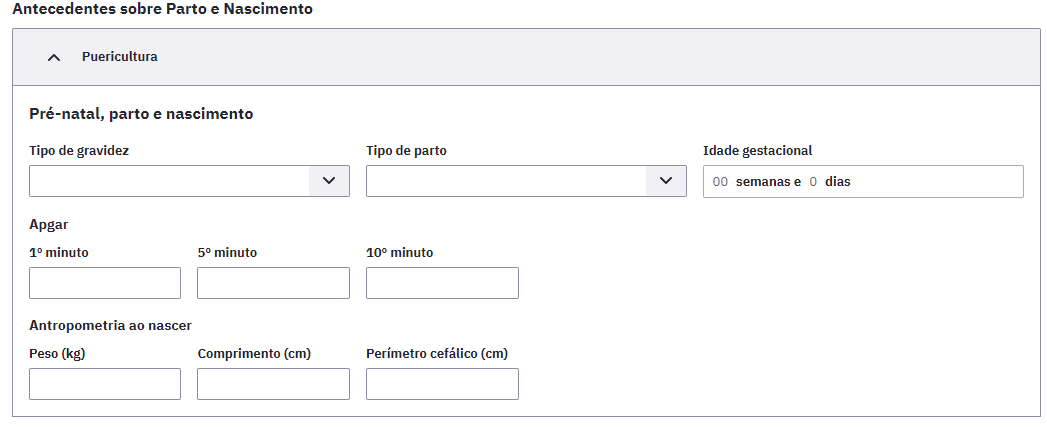 Antecedentes sobre Parto e Nascimento
Puericultura
Pré-natal, parto e nascimento
Tipo de gravidez Tipo de parto Idade gestacional
00 semanas e 0 dias
Apgar
1º minuto 5º minuto 10º minuto
Antropometria ao nascer
Peso (kg) Comprimento (cm) Perímetro cefálico (cm)